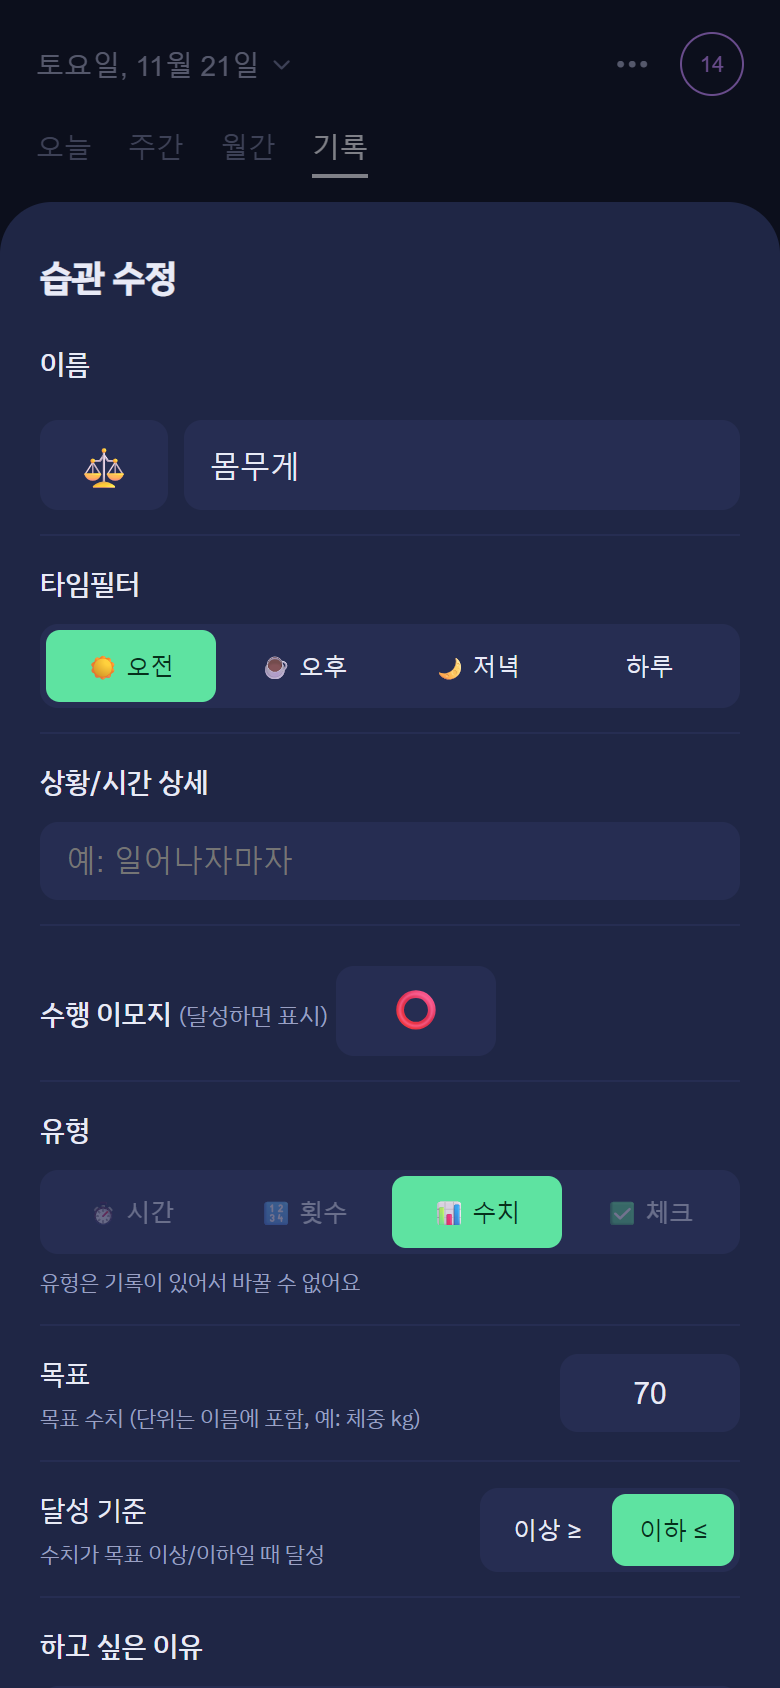 토요일, 11월 21일
14
오늘 주간 월간 기록
습관 수정
이름
몸무게
타임필터
오전 오후 저녁 하루
상황/시간 상세
예: 일어나자마자
수행 이모지 (달성하면 표시)
유형
시간 횟수 수치 체크
유형은 기록이 있어서 바꿀 수 없어요
목표
70
목표 수치 (단위는 이름에 포함, 예: 체중 kg)
달성 기준
이상 ≥ 이하 ≤
수치가 목표 이상/이하일 때 달성
하고 싶은 이유